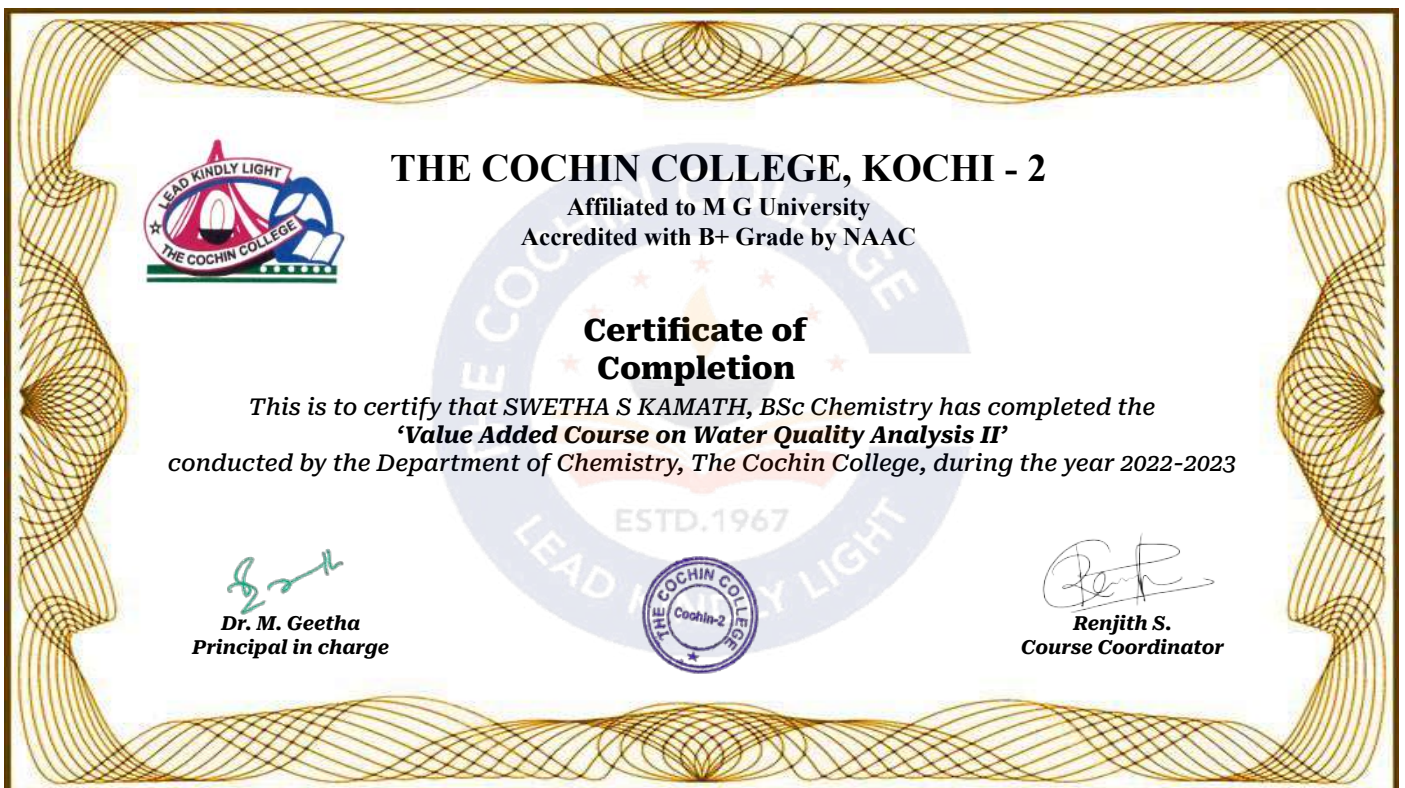 LEAD KINDLY LIGHT
THE COCHIN COLLEGE
THE COCHIN COLLEGE, KOCHI - 2
Affiliated to M G University
Accredited with B+ Grade by NAAC
THE COCHIN COLLEGE
Certificate of
Completion
This is to certify that SWETHA S KAMATH, BSc Chemistry has completed the
‘Value Added Course on Water Quality Analysis II’
conducted by the Department of Chemistry, The Cochin College, during the year 2022-2023
ESTD.1967
LEAD KINDLY LIGHT
THE COCHIN COLLEGE
Cochin-2
Dr. M. Geetha
Principal in charge
Renjith S.
Course Coordinator